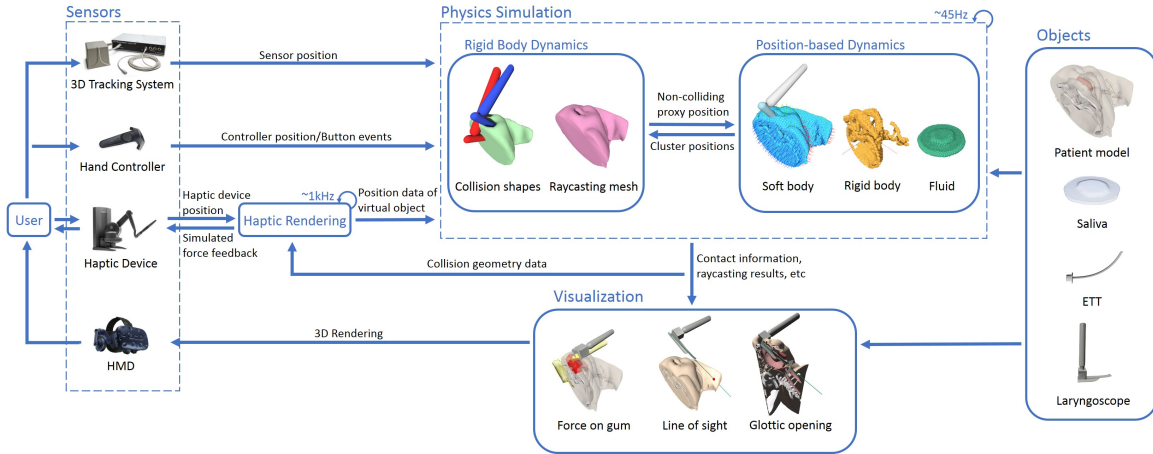 Sensors
3D Tracking System
Hand Controller
Haptic Device
HMD
User
Sensor position
Controller position/Button events
Haptic device
position
Simulated
force feedback
~1kHz
Haptic Rendering
Position data of
virtual object
Collision geometry data
3D Rendering
Physics Simulation
~45Hz
Rigid Body Dynamics
Collision shapes
Raycasting mesh
Non-colliding
proxy position
Cluster positions
Position-based Dynamics
Soft body
Rigid body
Fluid
Contact information,
raycasting results, etc
Visualization
Force on gum
Line of sight
Glottic opening
Objects
Patient model
Saliva
ETT
Laryngoscope